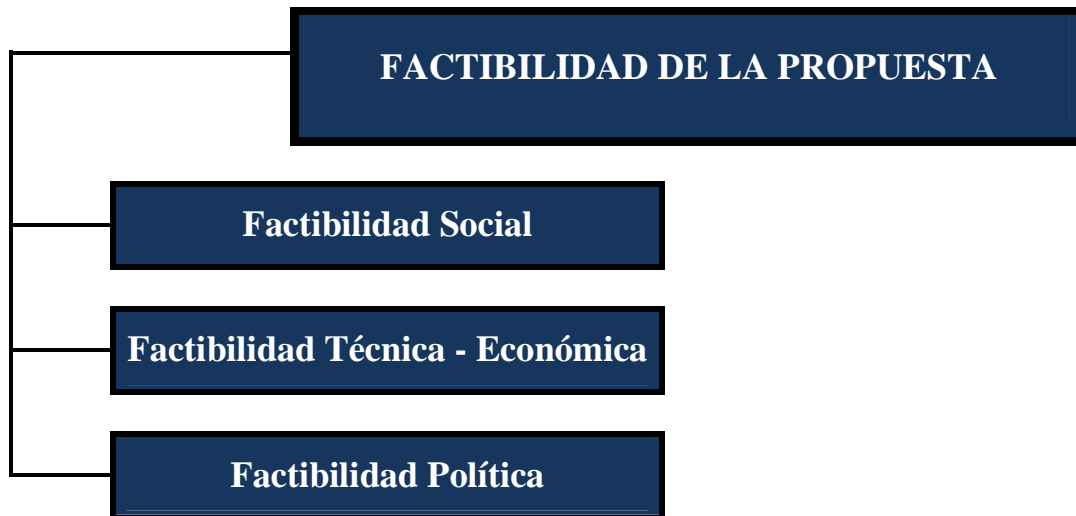 FACTIBILIDAD DE LA PROPUESTA
Factibilidad Social
Factibilidad Técnica - Económica
Factibilidad Política